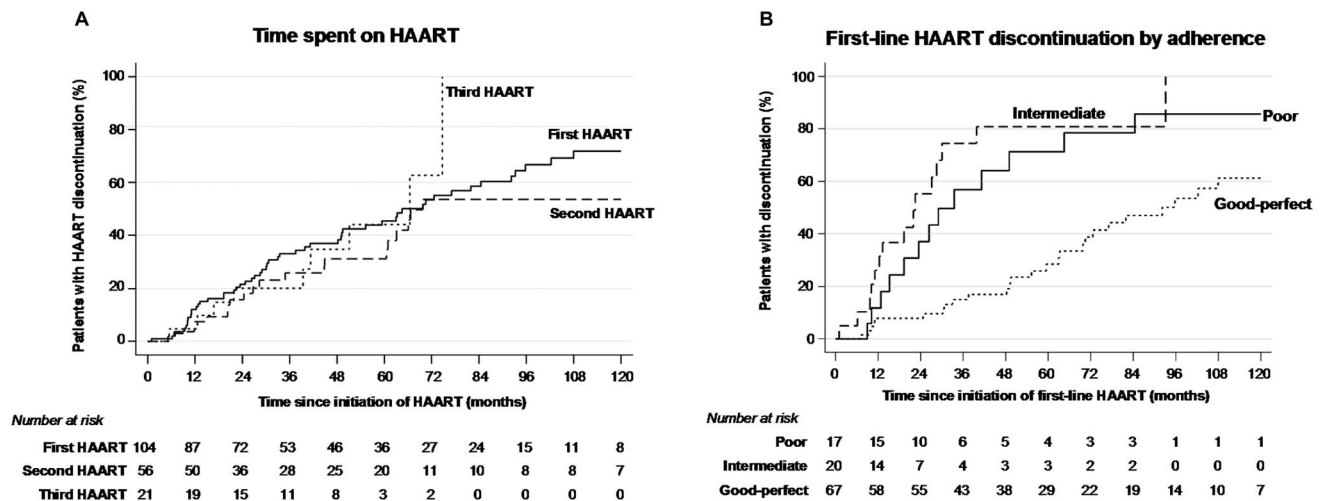 A
Time spent on HAART
Patients with HAART discontinuation (%)
100
80
60
40
20
0
Third HAART
First HAART
Second HAART
0 12 24 36 48 60 72 84 96 108 120
Time since initiation of HAART (months)
Number at risk
First HAART 104 87 72 53 46 36 27 24 15 11 8
Second HAART 56 50 36 28 25 20 11 10 8 8 7
Third HAART 21 19 15 11 8 3 2 0 0 0 0
B
First-line HAART discontinuation by adherence
Patients with discontinuation (%)
100
80
60
40
20
0
Intermediate
Poor
Good-perfect
0 12 24 36 48 60 72 84 96 108 120
Time since initiation of first-line HAART (months)
Number at risk
Poor 17 15 10 6 5 4 3 3 1 1 1
Intermediate 20 14 7 4 3 3 2 2 0 0 0
Good-perfect 67 58 55 43 38 29 22 19 14 10 7